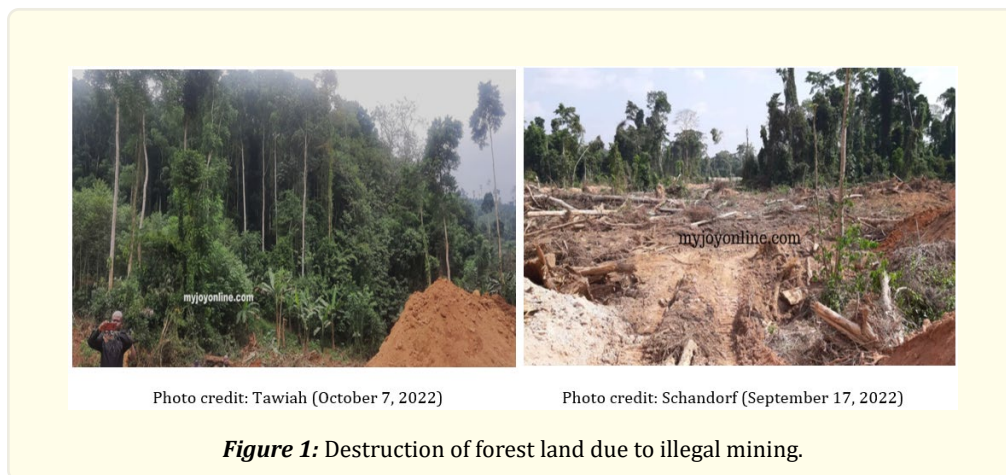 myjoyonline.com
myjoyonline.com
Photo credit: Tawiah (October 7, 2022)
Photo credit: Schandorf (September 17, 2022)
Figure 1: Destruction of forest land due to illegal mining.